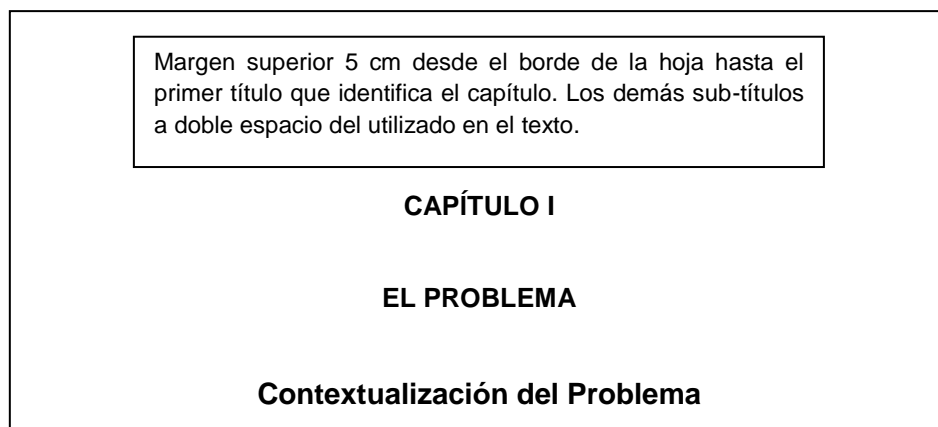 Margen superior 5 cm desde el borde de la hoja hasta el
primer título que identifica el capítulo. Los demás sub-títulos
a doble espacio del utilizado en el texto.
CAPÍTULO I
EL PROBLEMA
Contextualización del Problema